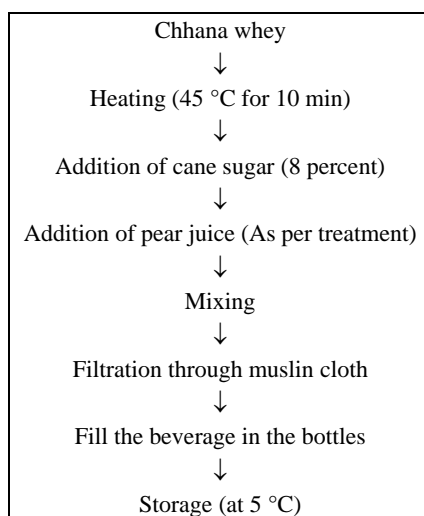 Chhana whey
↓
Heating (45 °C for 10 min)
↓
Addition of cane sugar (8 percent)
↓
Addition of pear juice (As per treatment)
↓
Mixing
↓
Filtration through muslin cloth
↓
Fill the beverage in the bottles
↓
Storage (at 5 °C)